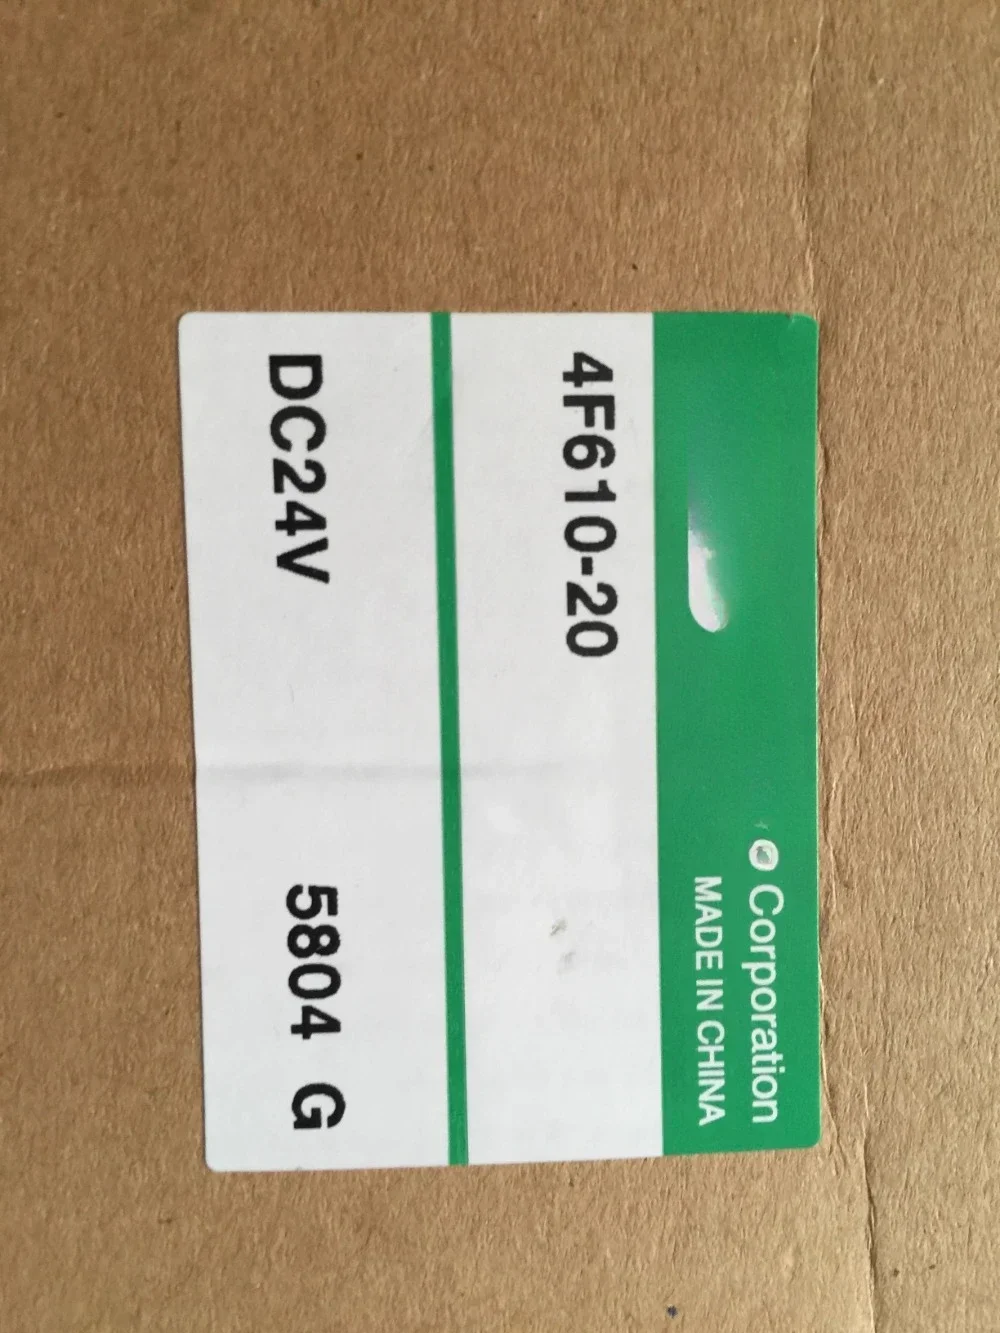 Corporation
MADE IN CHINA
4F610-20
DC24V 5804 G